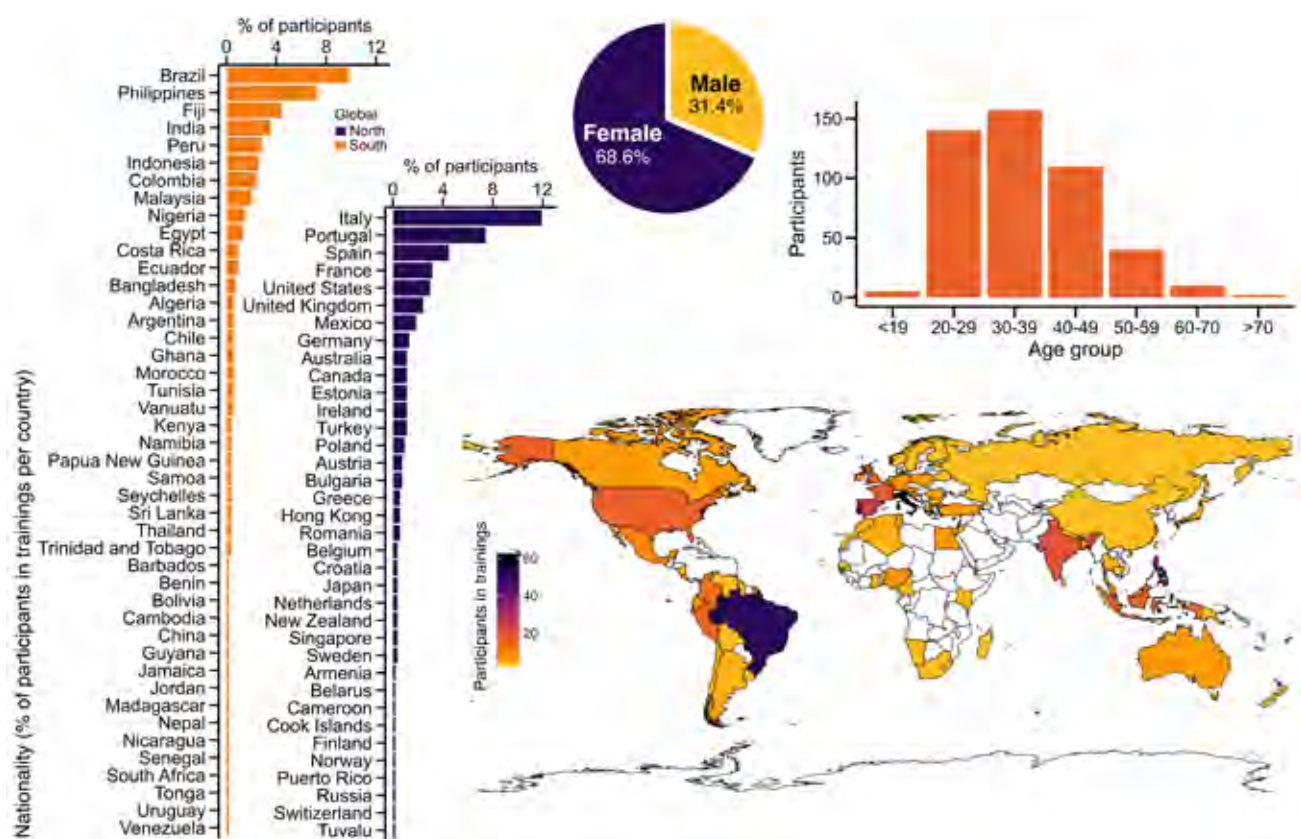 % of participants
0 4 8 12
Brazil
Philippines
Fiji
India
Peru
Indonesia
Colombia
Malaysia
Nigeria
Egypt
Costa Rica
Ecuador
Bangladesh
Algeria
Argentina
Chile
Ghana
Morocco
Tunisia
Vanuatu
Kenya
Namibia
Papua New Guinea
Samoa
Seychelles
Sri Lanka
Thailand
Trinidad and Tobago
Barbados
Benin
Bolivia
Cambodia
China
Guyana
Jamaica
Jordan
Madagascar
Nepal
Nicaragua
Senegal
South Africa
Tonga
Uruguay
Venezuela
Nationality (% of participants in trainings per country)
Global
North
South
% of participants
0 4 8 12
Italy
Portugal
Spain
France
United States
United Kingdom
Mexico
Germany
Australia
Canada
Estonia
Ireland
Turkey
Poland
Austria
Bulgaria
Greece
Hong Kong
Romania
Belgium
Croatia
Japan
Netherlands
New Zealand
Singapore
Sweden
Armenia
Belarus
Cameroon
Cook Islands
Finland
Norway
Puerto Rico
Russia
Switzerland
Tuvalu
Male
31.4%
Female
68.6%
Participants
150
100
50
0
<19 20-29 30-39 40-49 50-59 60-70 >70
Age group
Participants in trainings
60
40
20